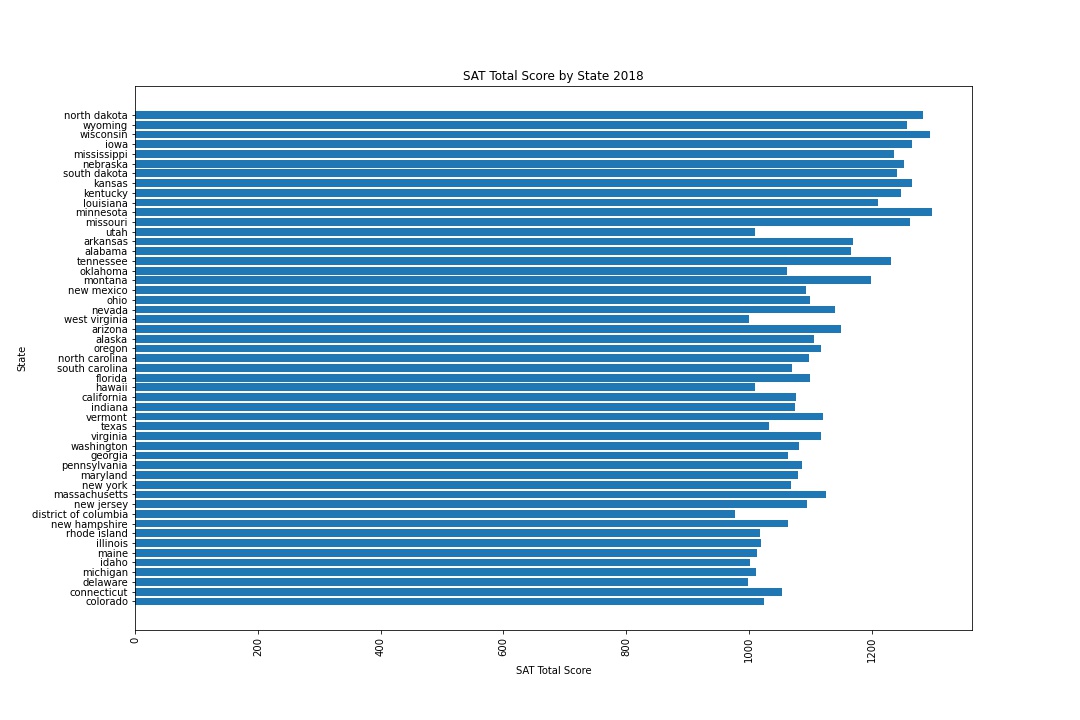 SAT Total Score by State 2018
north dakota
wyoming
wisconsin
iowa
mississippi
nebraska
south dakota
kansas
kentucky
louisiana
minnesota
missouri
utah
arkansas
alabama
tennessee
oklahoma
montana
new mexico
ohio
nevada
west virginia
arizona
alaska
oregon
north carolina
south carolina
florida
hawaii
california
indiana
vermont
texas
virginia
washington
georgia
pennsylvania
maryland
new york
massachusetts
new jersey
district of columbia
new hampshire
rhode island
illinois
maine
idaho
michigan
delaware
connecticut
colorado
State
0 200 400 600 800 1000 1200
SAT Total Score